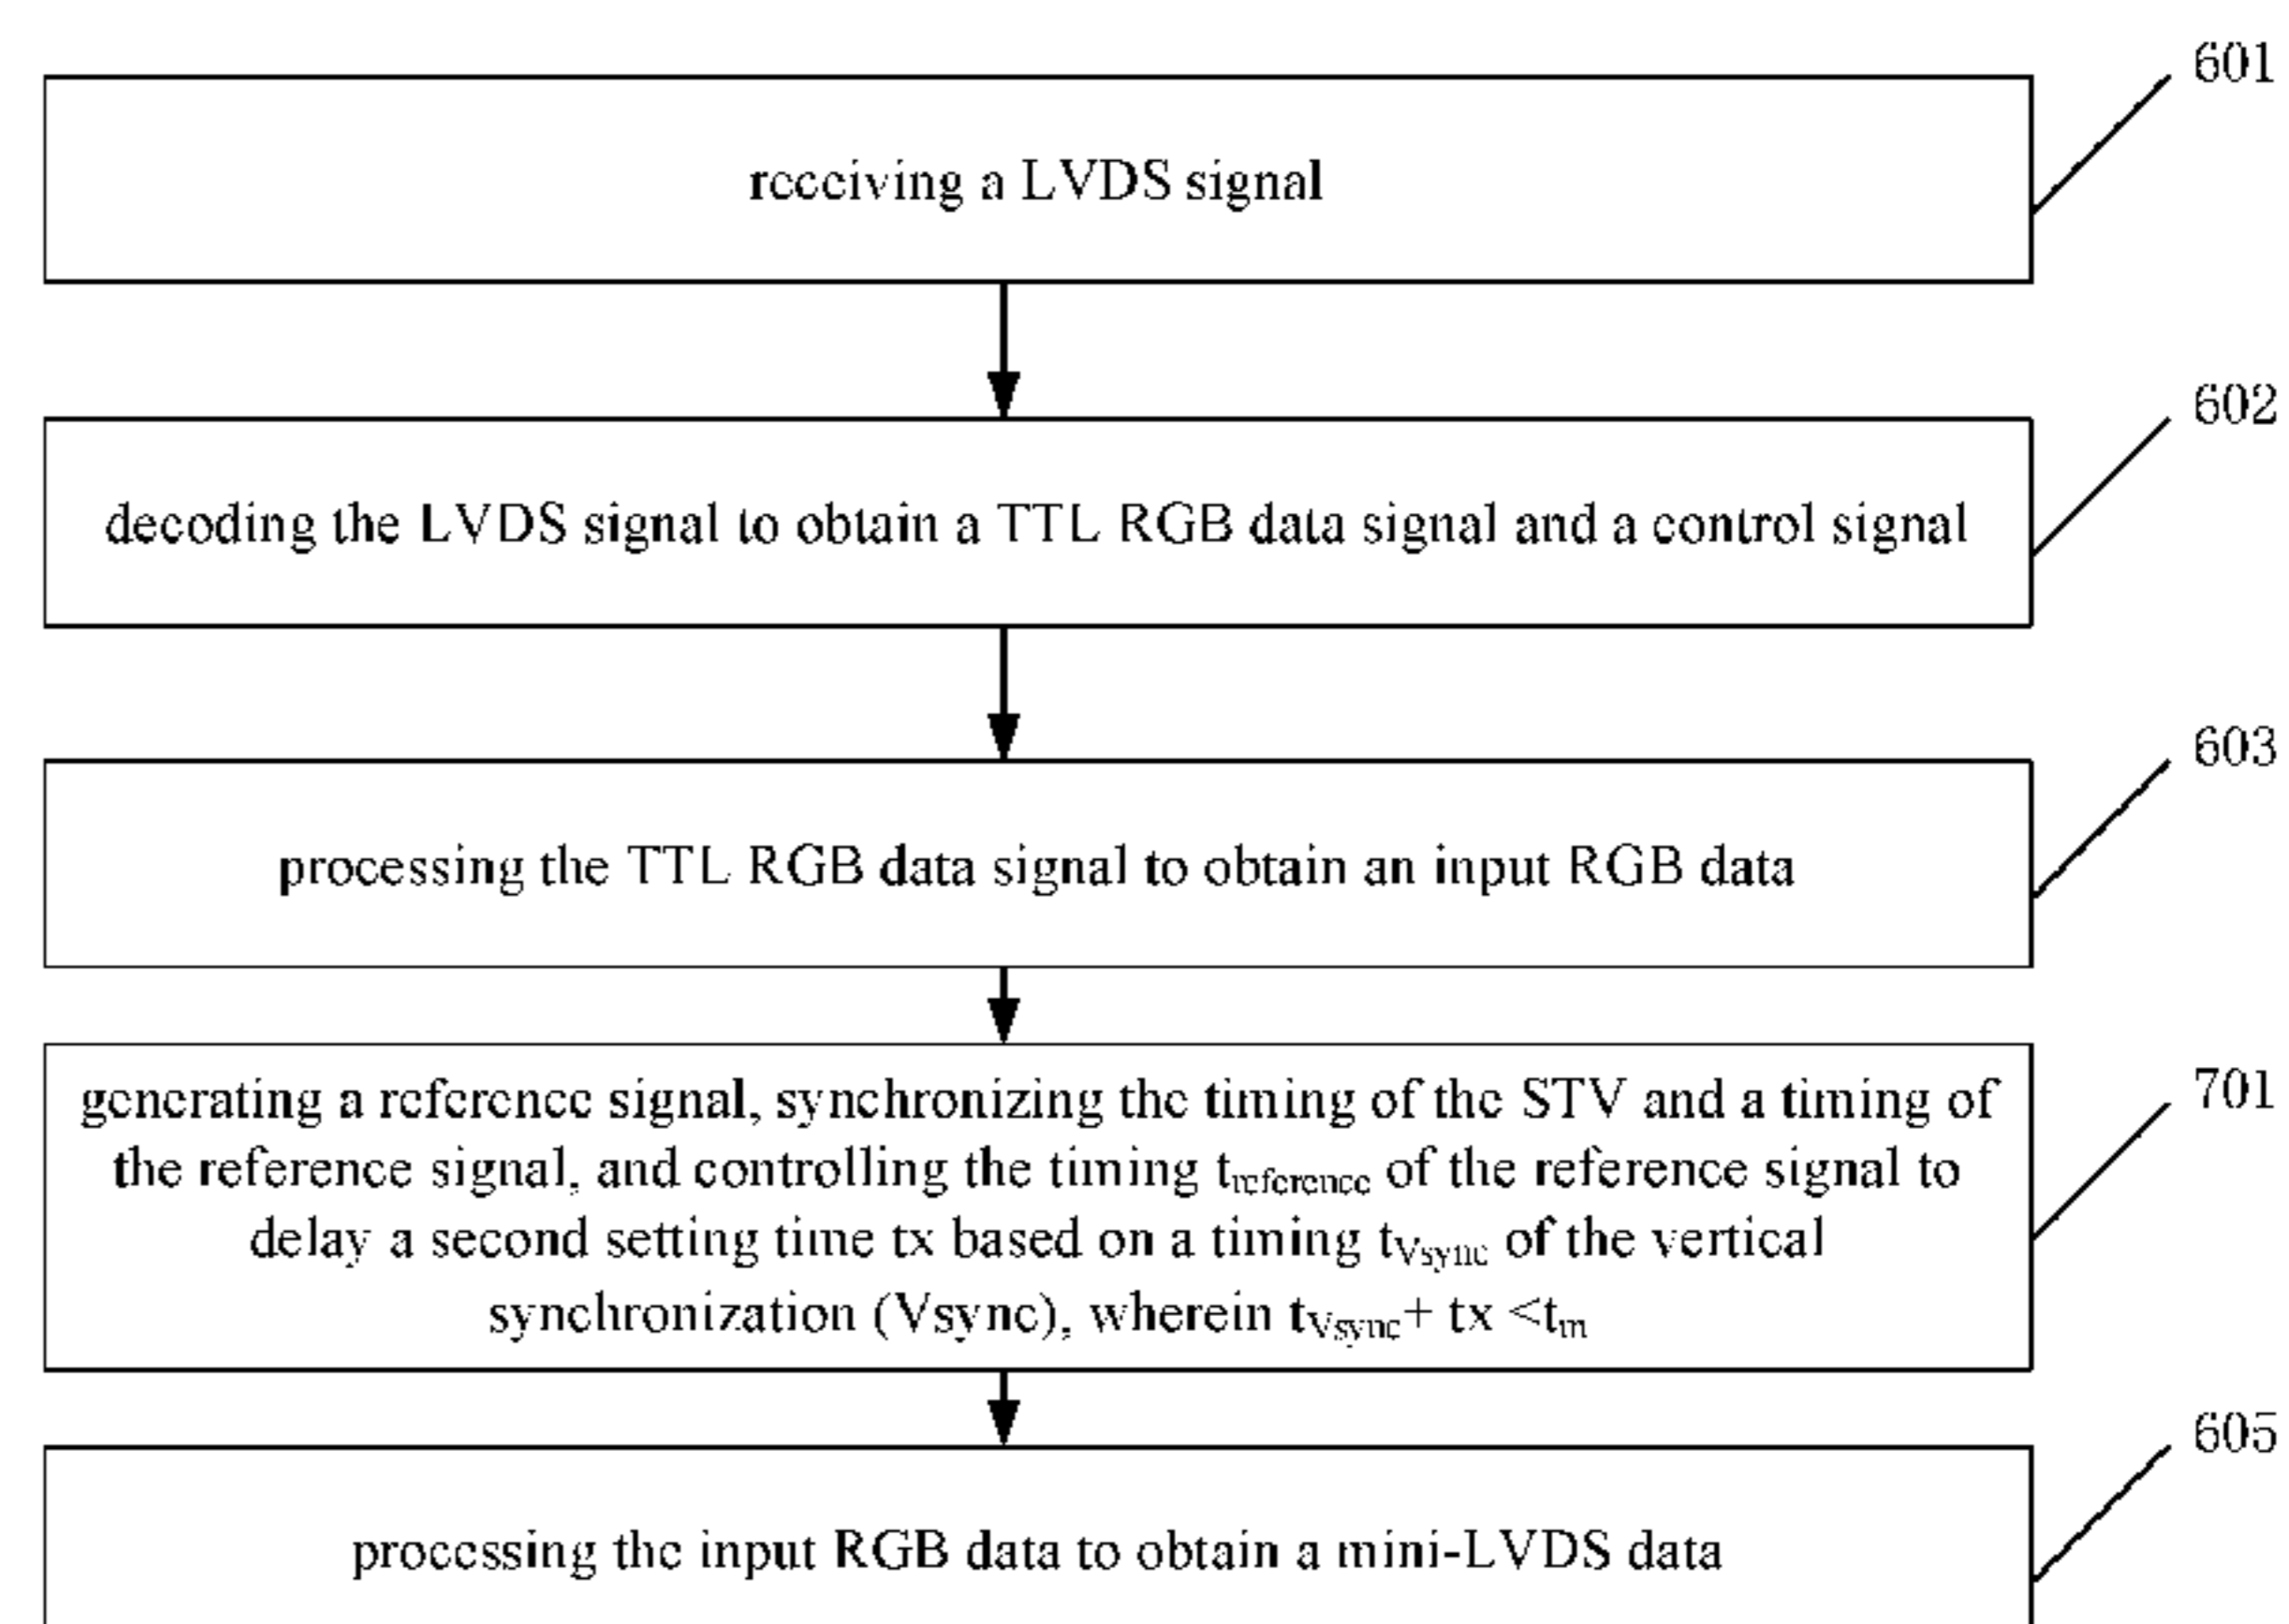 601
receiving a LVDS signal
602
decoding the LVDS signal to obtain a TTL RGB data signal and a control signal
603
processing the TTL RGB data signal to obtain an input RGB data
701
generating a reference signal, synchronizing the timing of the STV and a timing of
the reference signal, and controlling the timing t_reference of the reference signal to
delay a second setting time tx based on a timing t_Vsync of the vertical
synchronization (Vsync), wherein t_Vsync+ tx <t_in
605
processing the input RGB data to obtain a mini-LVDS data